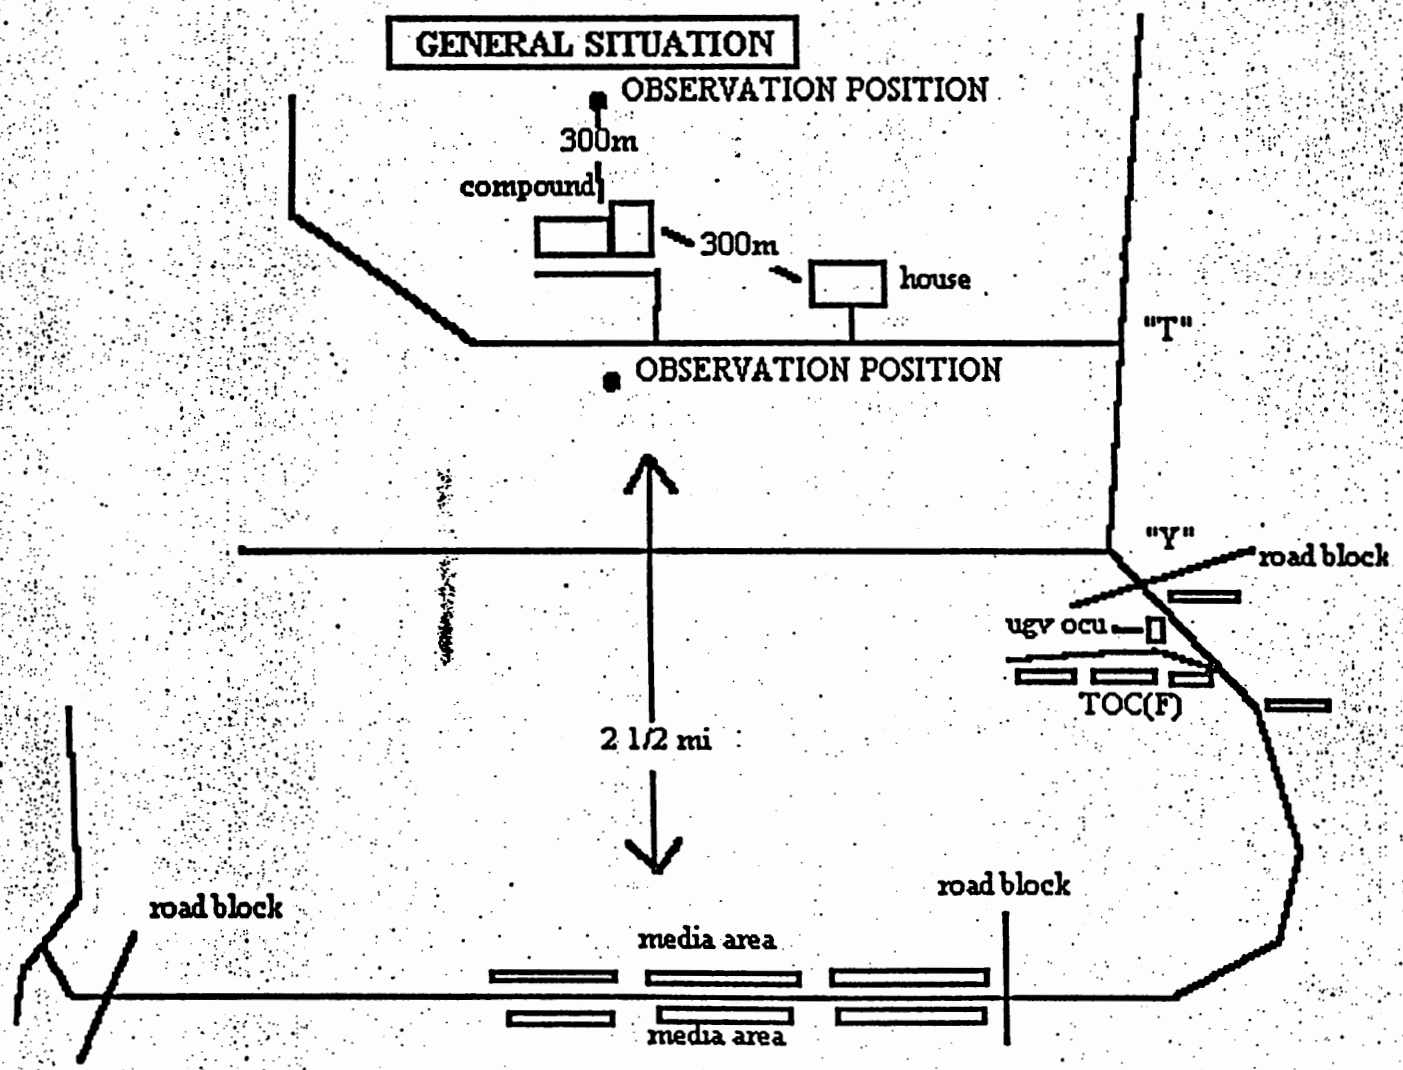 GENERAL SITUATION
OBSERVATION POSITION
300m
compound
300m
house
"T"
OBSERVATION POSITION
"Y"
road block
ugv ocu
TOC(F)
2 1/2 mi
road block
road block
media area
media area